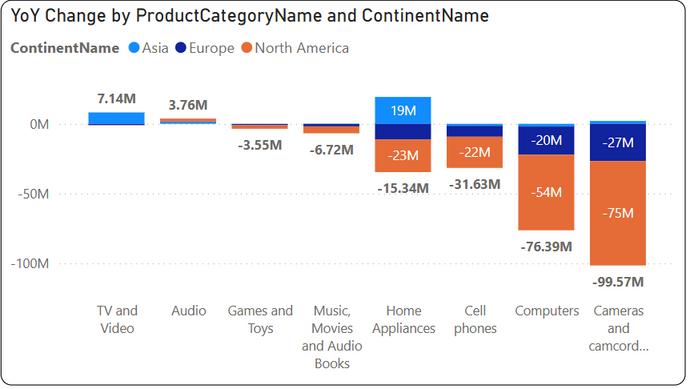 YoY Change by ProductCategoryName and ContinentName
ContinentName Asia Europe North America
7.14M
3.76M
-3.55M
-6.72M
19M
-23M
-15.34M
-22M
-31.63M
-20M
-54M
-76.39M
-27M
-75M
-99.57M
0M
-50M
-100M
TV and
Video
Audio
Games and
Toys
Music,
Movies
and Audio
Books
Home
Appliances
Cell
phones
Computers
Cameras
and
camcord...